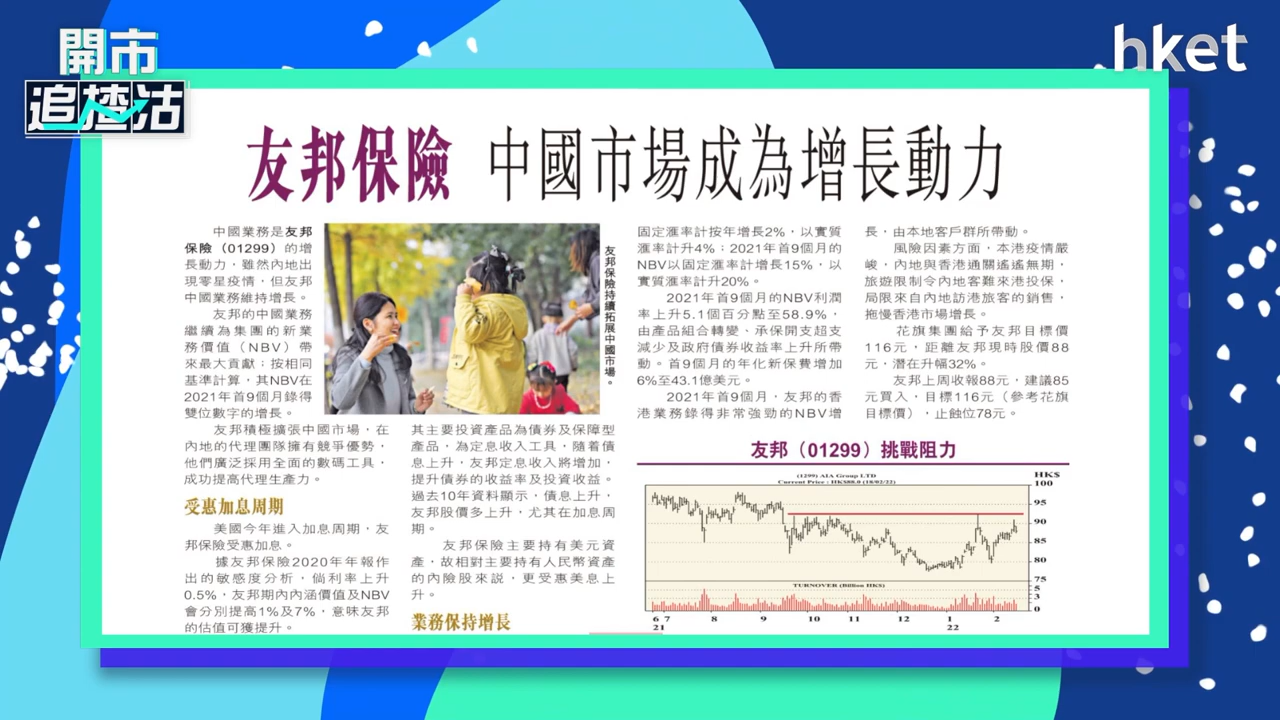 開市
追揸沽
hket
友邦保險 中國市場成為增長動力
中國業務是友邦
保險（01299）的增
長動力，雖然內地出
現零星疫情，但友邦
中國業務維持增長。
友邦的中國業務
繼續為集團的新業
務價值（NBV）帶
來最大貢獻；按相同
基準計算，其NBV在
2021年首9個月錄得
雙位數字的增長。
友邦積極擴張中國市場，在
內地的代理團隊擁有競爭優勢，
他們廣泛採用全面的數碼工具，
成功提高代理生產力。
受惠加息周期
美國今年進入加息周期，友
邦保險受惠加息。
據友邦保險2020年年報作
出的敏感度分析，倘利率上升
0.5%，友邦期內內涵價值及NBV
會分別提高1%及7%，意味友邦
的估值可獲提升。
友邦保險持續拓展中國市場。
其主要投資產品為債券及保障型
產品，為定息收入工具，隨着債
息上升，友邦定息收入將增加，
提升債券的收益率及投資收益。
過去10年資料顯示，債息上升，
友邦股價多上升，尤其在加息周
期。
友邦保險主要持有美元資
產，故相對主要持有人民幣資產
的內險股來説，更受惠美息上
升。
業務保持增長
固定滙率計按年增長2%，以實質
滙率計升4%；2021年首9個月的
NBV以固定滙率計增長15%，以
實質滙率計升20%。
2021年首9個月的NBV利潤
率上升5.1個百分點至58.9%，
由產品組合轉變、承保開支超支
減少及政府債券收益率上升所帶
動。首9個月的年化新保費增加
6%至43.1億美元。
2021年首9個月，友邦的香
港業務錄得非常強勁的NBV增
長，由本地客戶群所帶動。
風險因素方面，本港疫情嚴
峻，內地與香港通關遙遙無期，
旅遊限制令內地客難來港投保，
局限來自內地訪港旅客的銷售，
拖慢香港市場增長。
花旗集團給予友邦目標價
116元，距離友邦現時股價88
元，潛在升幅32%。
友邦上周收報88元，建議85
元買入，目標116元（參考花旗
目標價），止蝕位78元。
友邦（01299）挑戰阻力
(1299) AIA Group LTD
Current Price : HK$88.0 (18/02/22)
HK$
100
95
90
85
80
75
TURNOVER (Billion HK$)
5
3
0
6 7 8 9 10 11 12 1 2
21 22